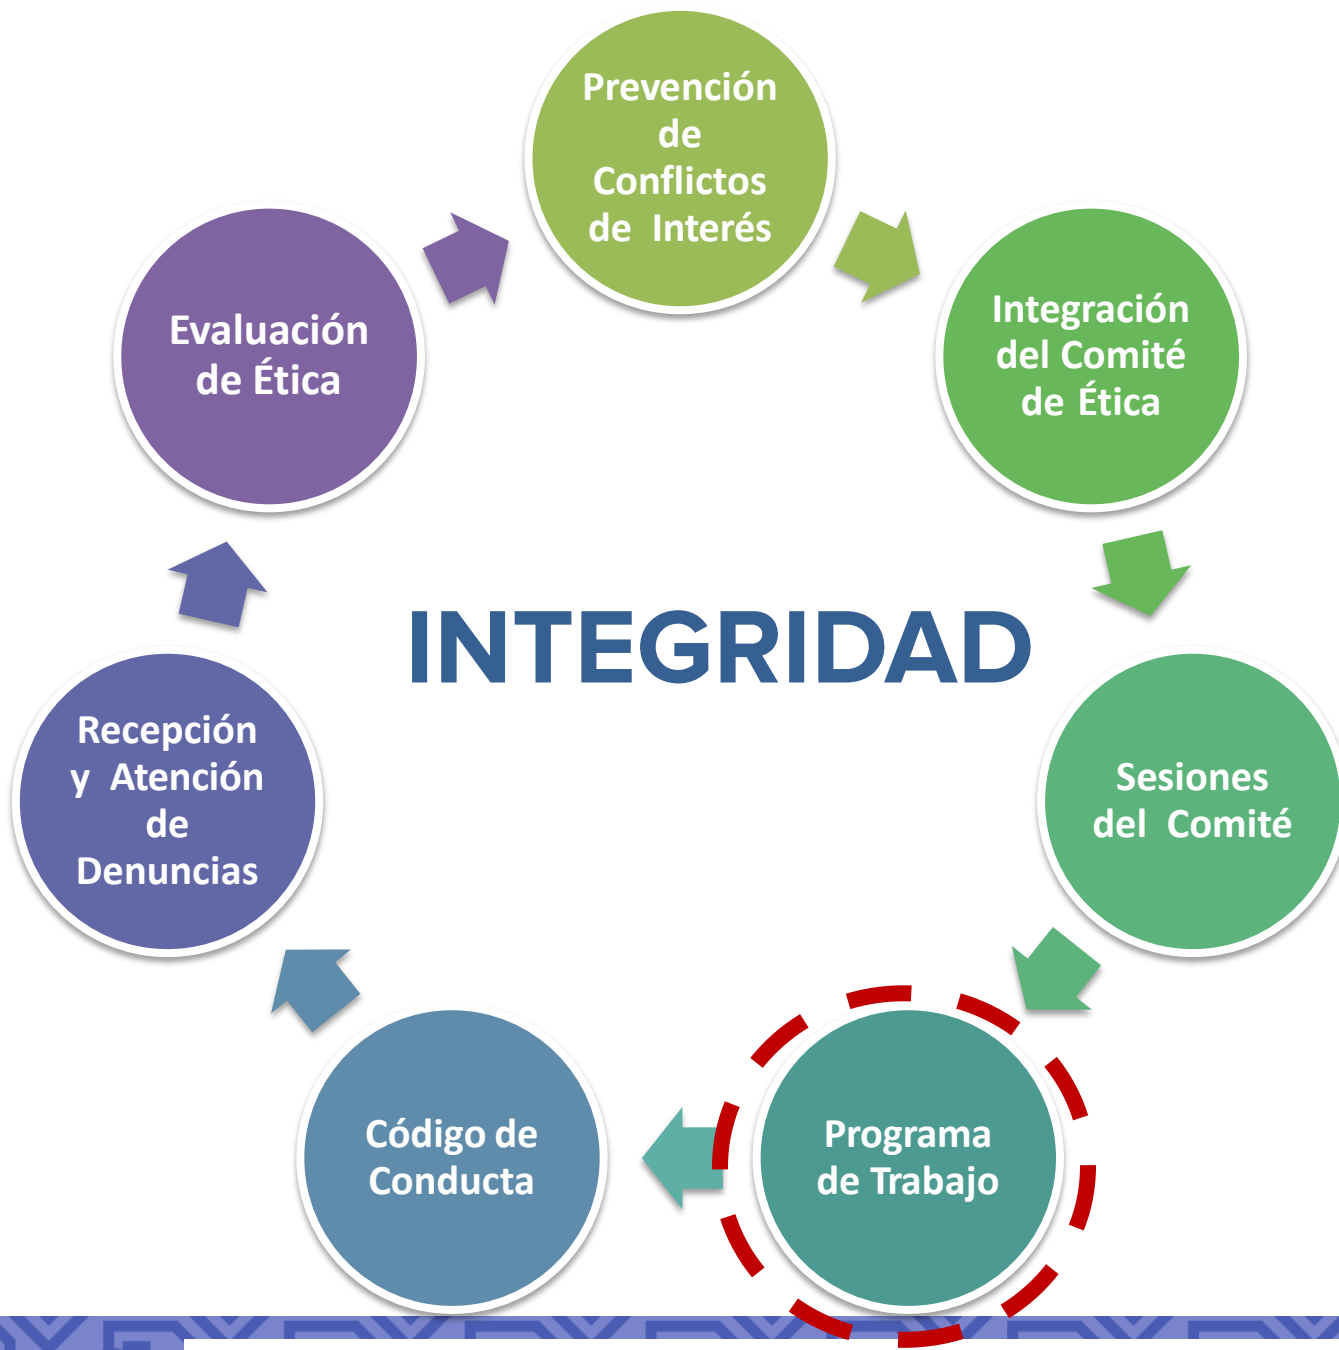 Prevención
de
Conflictos
de Interés
Integración
del Comité
de Ética
Sesiones
del Comité
Programa
de Trabajo
Código de
Conducta
Recepción
y Atención
de
Denuncias
Evaluación
de Ética
INTEGRIDAD